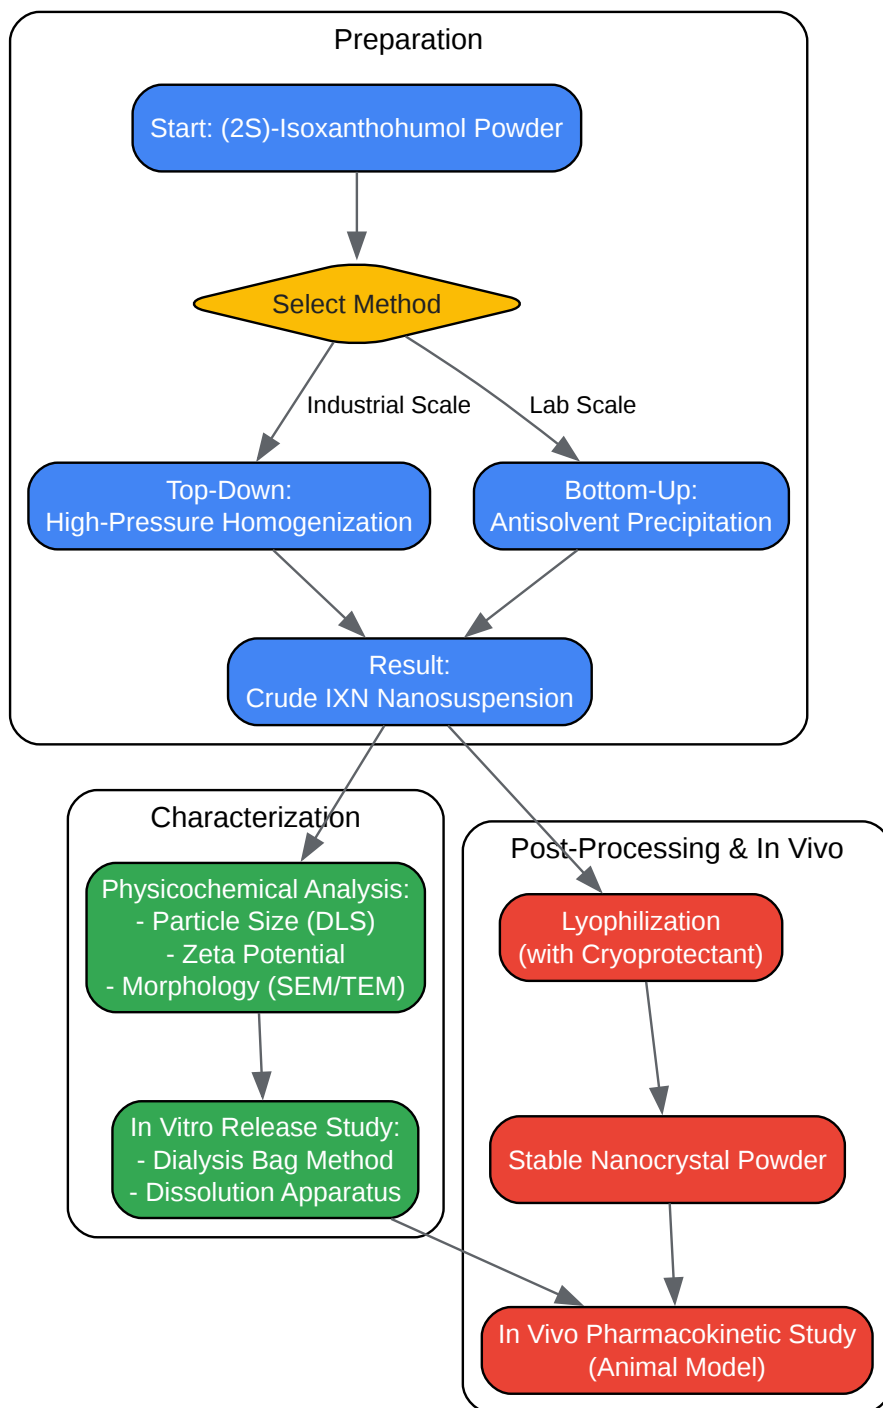 Preparation
Start: (2S)-Isoxanthohumol Powder
Select Method
Industrial Scale
Lab Scale
Top-Down:
High-Pressure Homogenization
Bottom-Up:
Antisolvent Precipitation
Result:
Crude IXN Nanosuspension
Characterization
Physicochemical Analysis:
- Particle Size (DLS)
- Zeta Potential
- Morphology (SEM/TEM)
In Vitro Release Study:
- Dialysis Bag Method
- Dissolution Apparatus
Post-Processing & In Vivo
Lyophilization
(with Cryoprotectant)
Stable Nanocrystal Powder
In Vivo Pharmacokinetic Study
(Animal Model)